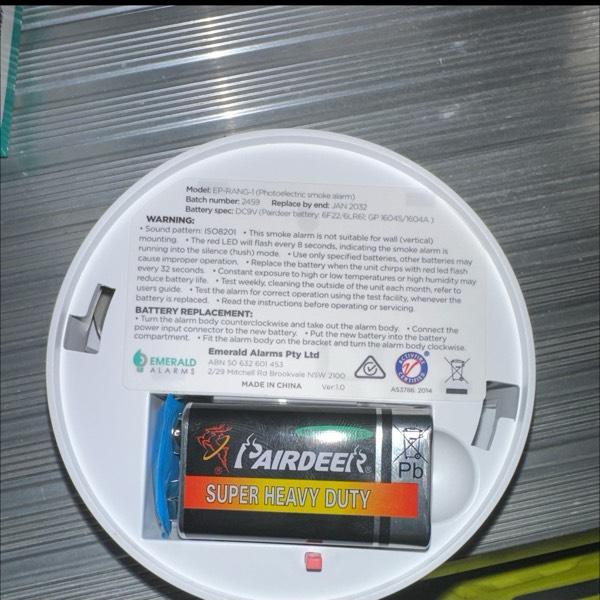 Model: EP-RANG-1 (Photoelectric smoke alarm)
Batch number: 2459 Replace by end: JAN 2032
Battery spec: DC9V (Pairdeer battery: 6F22/6LR61; GP 1604S/1604A )
WARNING:
• Sound pattern: ISO8201 • This smoke alarm is not suitable for wall (vertical)
mounting. • The red LED will flash every 8 seconds, indicating the smoke alarm is
running into the silence (hush) mode. • Use only specified batteries, other batteries may
cause improper operation. • Replace the battery when the unit chirps with red led flash
every 32 seconds. • Constant exposure to high or low temperatures or high humidity may
reduce battery life. • Test weekly, cleaning the outside of the unit each month, refer to
users guide. • Test the alarm for correct operation using the test facility, whenever the
battery is replaced. • Read the instructions before operating or servicing.
BATTERY REPLACEMENT:
• Turn the alarm body counterclockwise and take out the alarm body. • Connect the
power input connector to the new battery. • Put the new battery into the battery
compartment. • Fit the alarm body on the bracket and turn the alarm body clockwise.
EMERALD
ALARMS
Emerald Alarms Pty Ltd
ABN 50 632 601 453
2/29 Mitchell Rd Brookvale NSW 2100
MADE IN CHINA Ver1.0
AS3786: 2014
PAIRDEER®
SUPER HEAVY DUTY
Pb